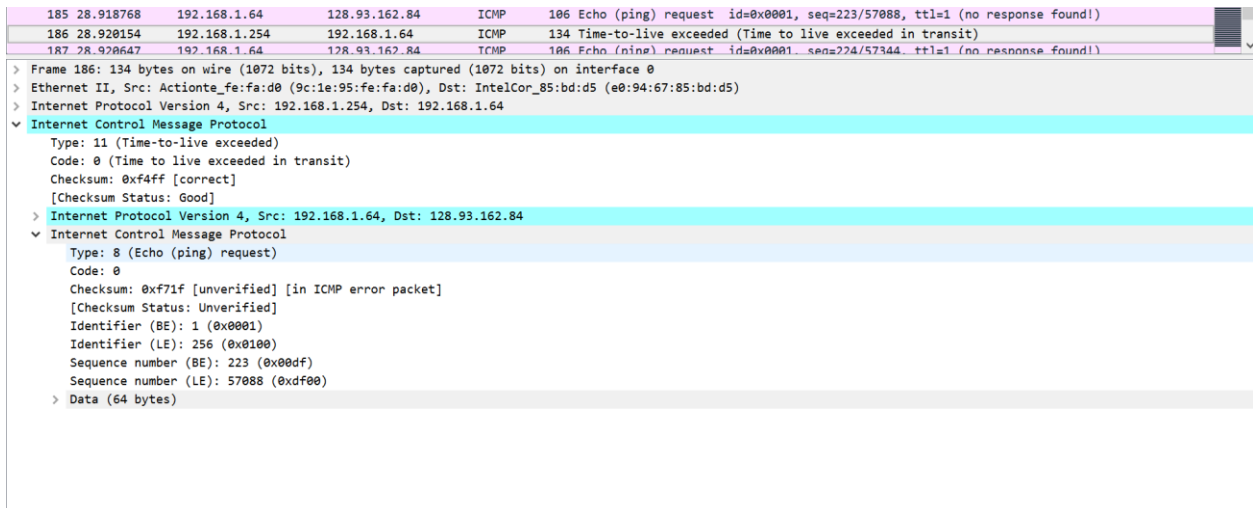 185 28.918768 192.168.1.64 128.93.162.84 ICMP 106 Echo (ping) request id=0x0001, seq=223/57088, ttl=1 (no response found!)
186 28.920154 192.168.1.254 192.168.1.64 ICMP 134 Time-to-live exceeded (Time to live exceeded in transit)
187 28.920647 192.168.1.64 128.93.162.84 ICMP 106 Echo (ping) request id=0x0001, seq=224/57344, ttl=1 (no response found!)
> Frame 186: 134 bytes on wire (1072 bits), 134 bytes captured (1072 bits) on interface 0
> Ethernet II, Src: Actionte_fe:fa:d0 (9c:1e:95:fe:fa:d0), Dst: IntelCor_85:bd:d5 (e0:94:67:85:bd:d5)
> Internet Protocol Version 4, Src: 192.168.1.254, Dst: 192.168.1.64
Internet Control Message Protocol
Type: 11 (Time-to-live exceeded)
Code: 0 (Time to live exceeded in transit)
Checksum: 0xf4ff [correct]
[Checksum Status: Good]
> Internet Protocol Version 4, Src: 192.168.1.64, Dst: 128.93.162.84
Internet Control Message Protocol
Type: 8 (Echo (ping) request)
Code: 0
Checksum: 0xf71f [unverified] [in ICMP error packet]
[Checksum Status: Unverified]
Identifier (BE): 1 (0x0001)
Identifier (LE): 256 (0x0100)
Sequence number (BE): 223 (0x00df)
Sequence number (LE): 57088 (0xdf00)
> Data (64 bytes)